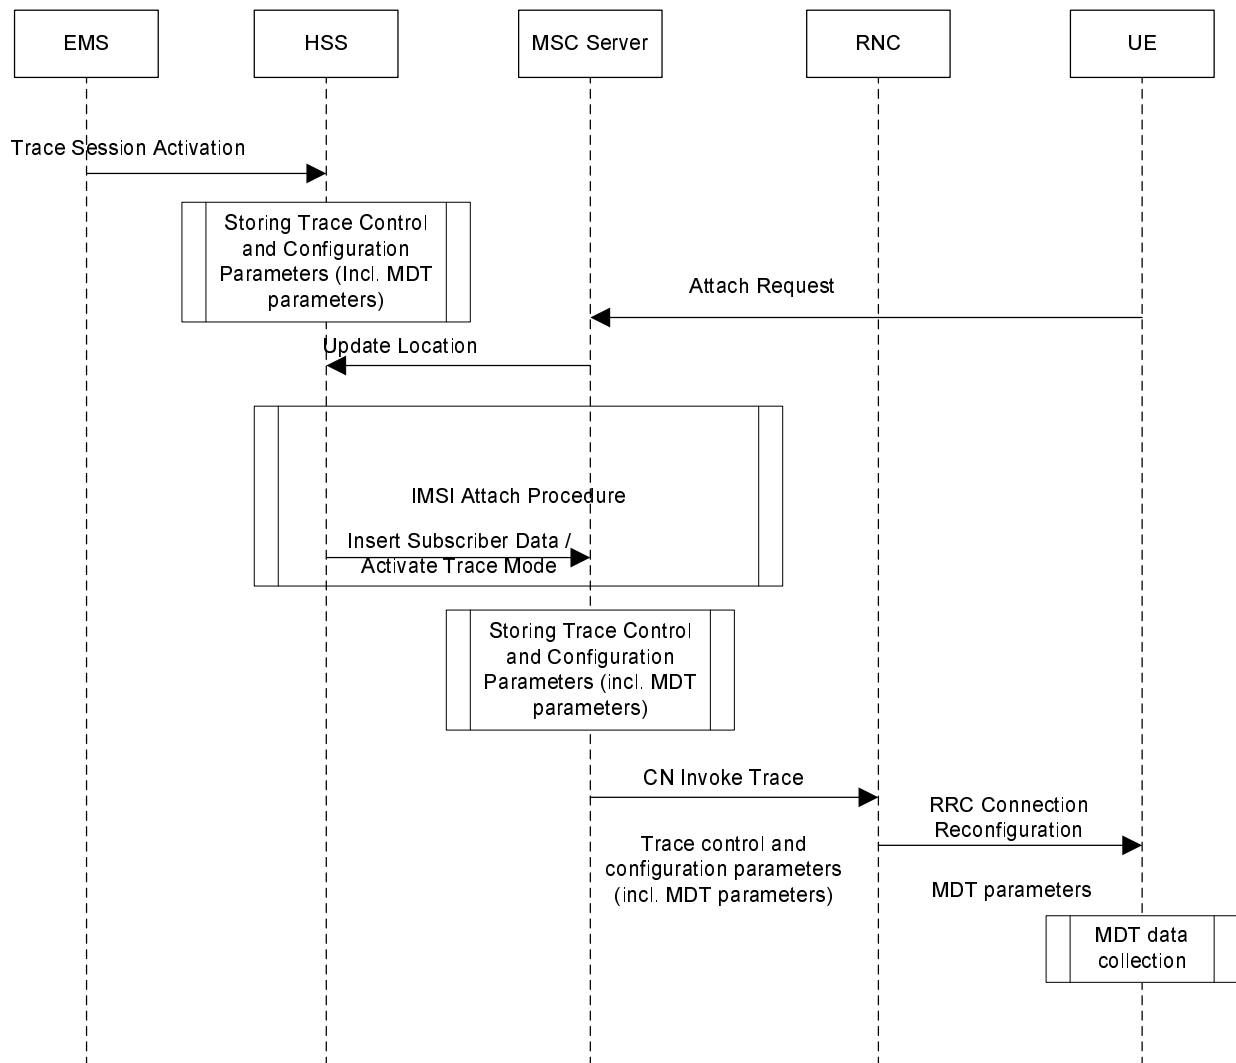 EMS
HSS
MSC Server
RNC
UE
Trace Session Activation
Storing Trace Control
and Configuration
Parameters (Incl. MDT
parameters)
Attach Request
Update Location
IMSI Attach Procedure
Insert Subscriber Data /
Activate Trace Mode
Storing Trace Control
and Configuration
Parameters (incl. MDT
parameters)
CN Invoke Trace
RRC Connection
Reconfiguration
Trace control and
configuration parameters
(incl. MDT parameters)
MDT parameters
MDT data
collection